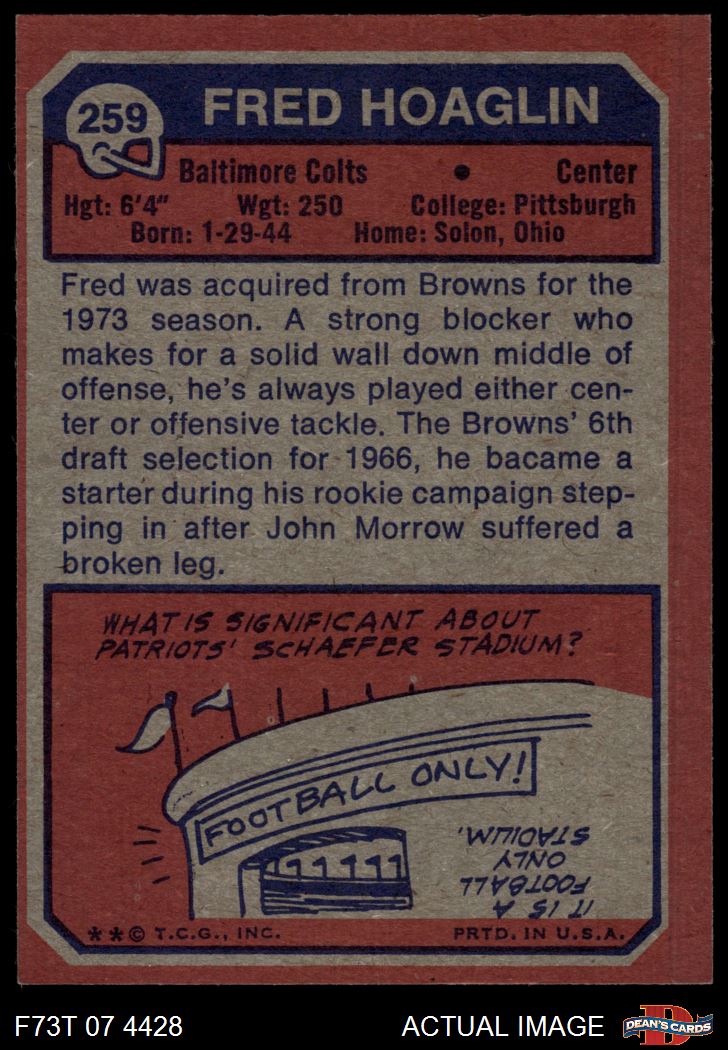 259
FRED HOAGLIN
Baltimore Colts • Center
Hgt: 6'4" Wgt: 250 College: Pittsburgh
Born: 1-29-44 Home: Solon, Ohio
Fred was acquired from Browns for the
1973 season. A strong blocker who
makes for a solid wall down middle of
offense, he's always played either cen-
ter or offensive tackle. The Browns' 6th
draft selection for 1966, he bacame a
starter during his rookie campaign step-
ping in after John Morrow suffered a
broken leg.
WHAT IS SIGNIFICANT ABOUT
PATRIOTS' SCHAEFER STADIUM?
FOOTBALL ONLY!
IT IS A
FOOTBALL
ONLY
STADIUM.
**© T.C.G., INC. PRTD. IN U.S.A.
F73T 07 4428 ACTUAL IMAGE
D
DEAN'S CARDS